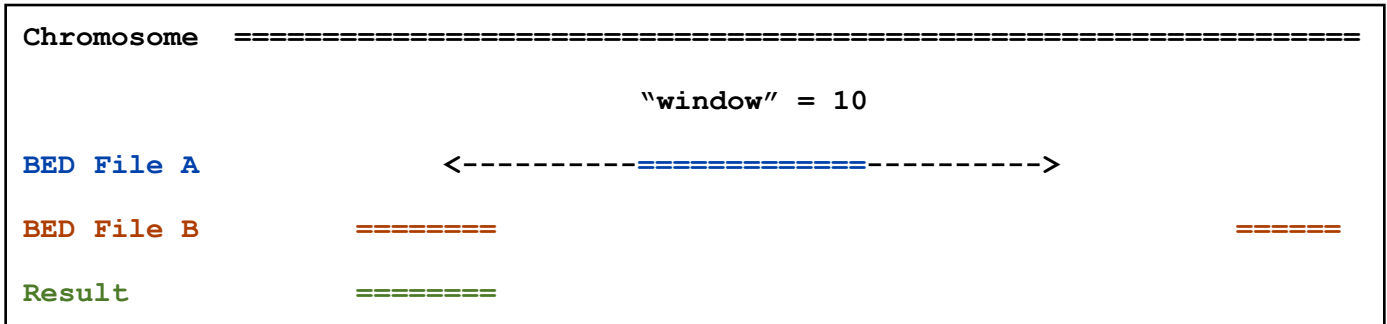 Chromosome ================================================================
“window” = 10
BED File A <----------=============---------->
BED File B ======== ======
Result ========